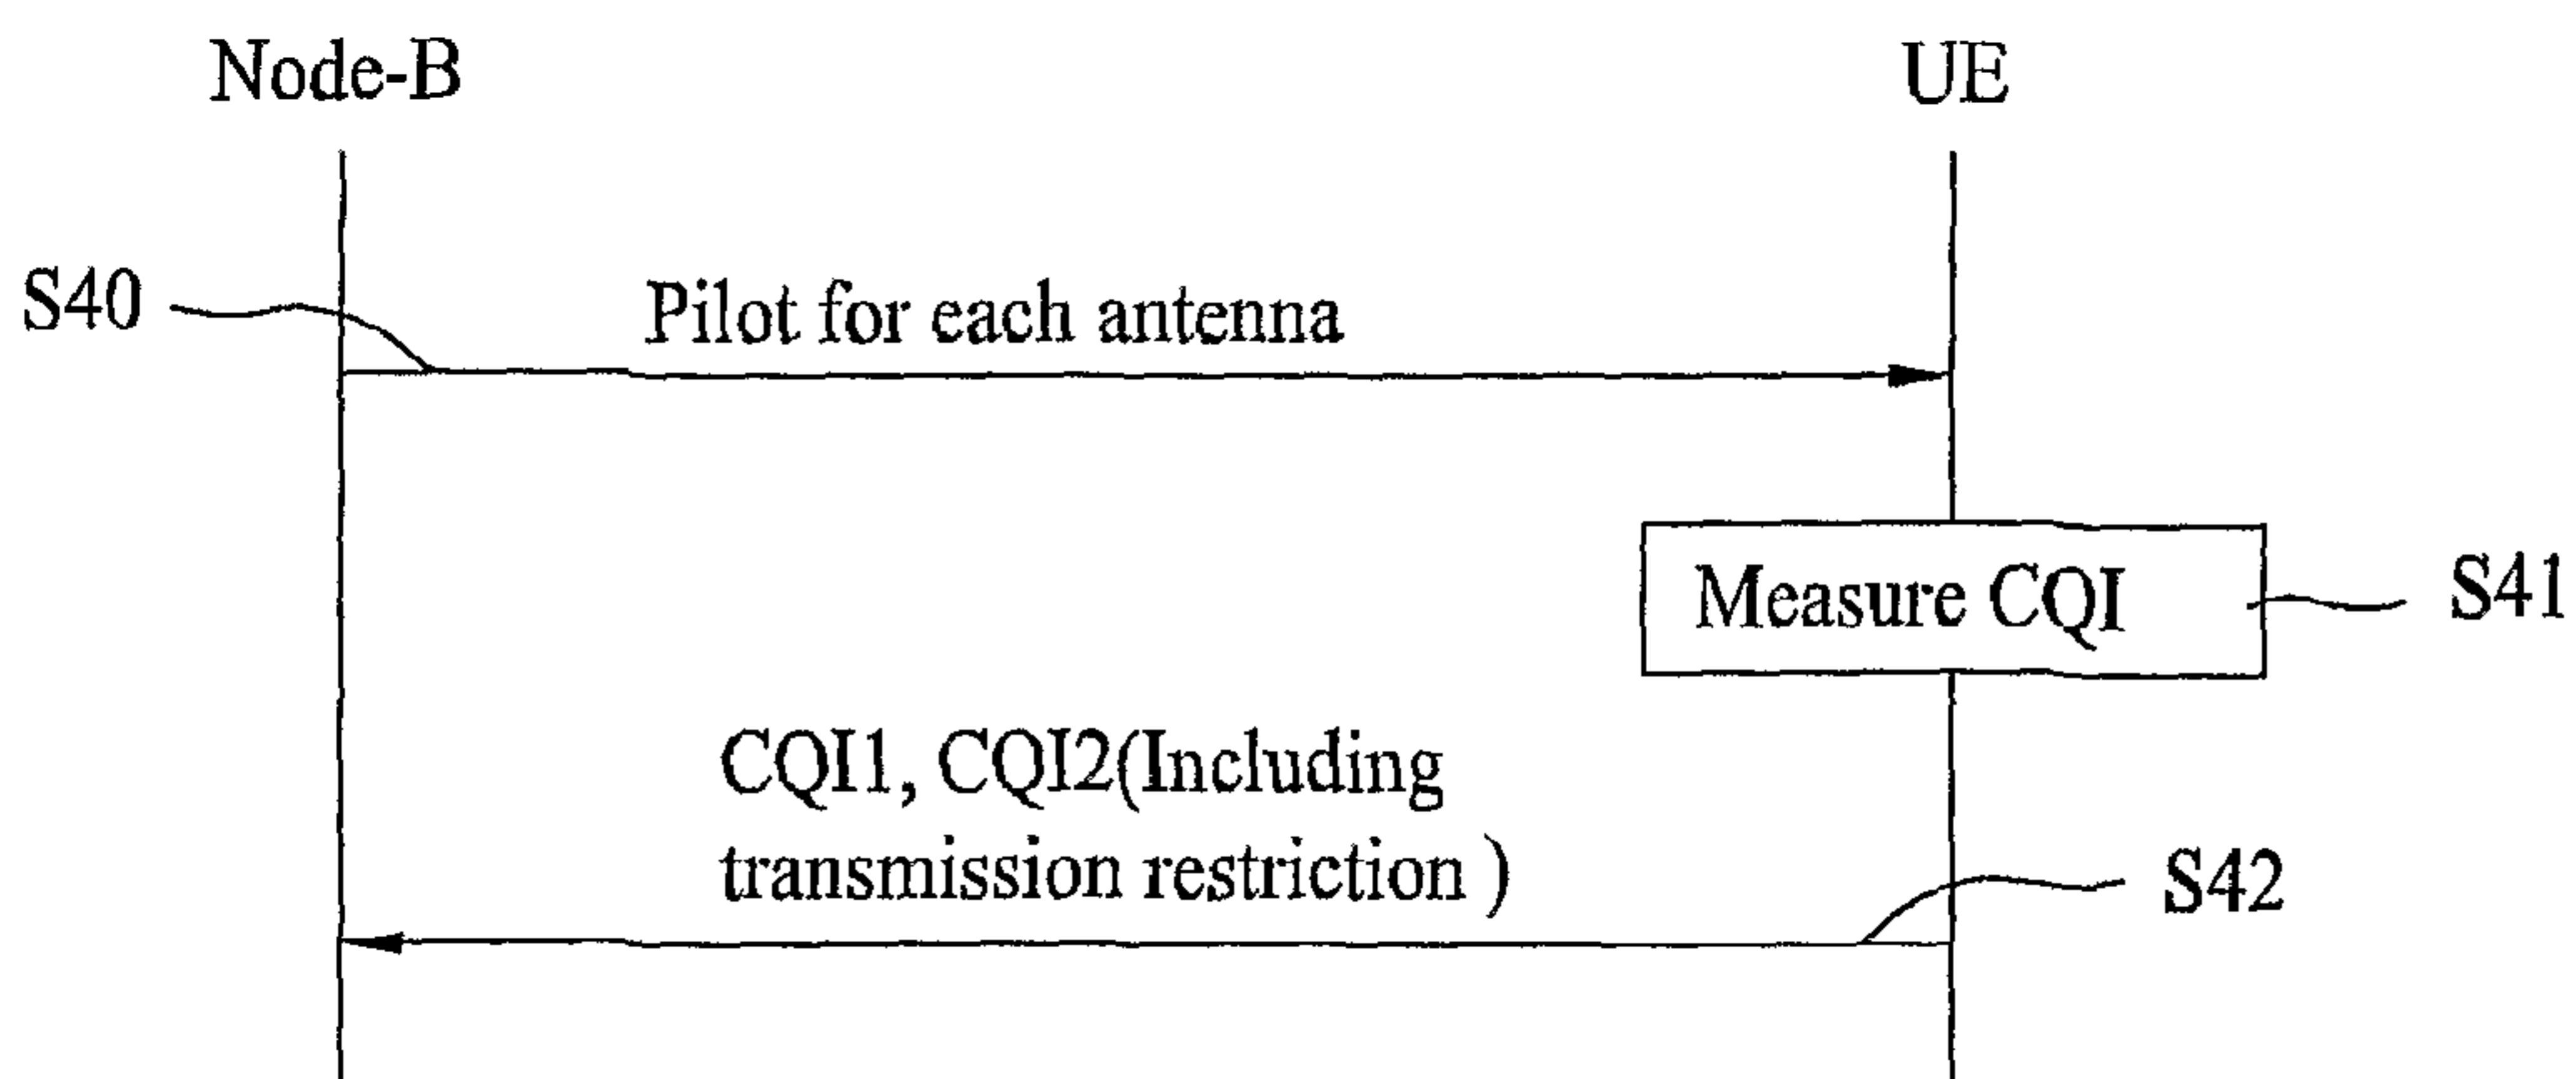 Node-B
UE
S40
Pilot for each antenna
Measure CQI
S41
CQI1, CQI2(Including
transmission restriction )
S42